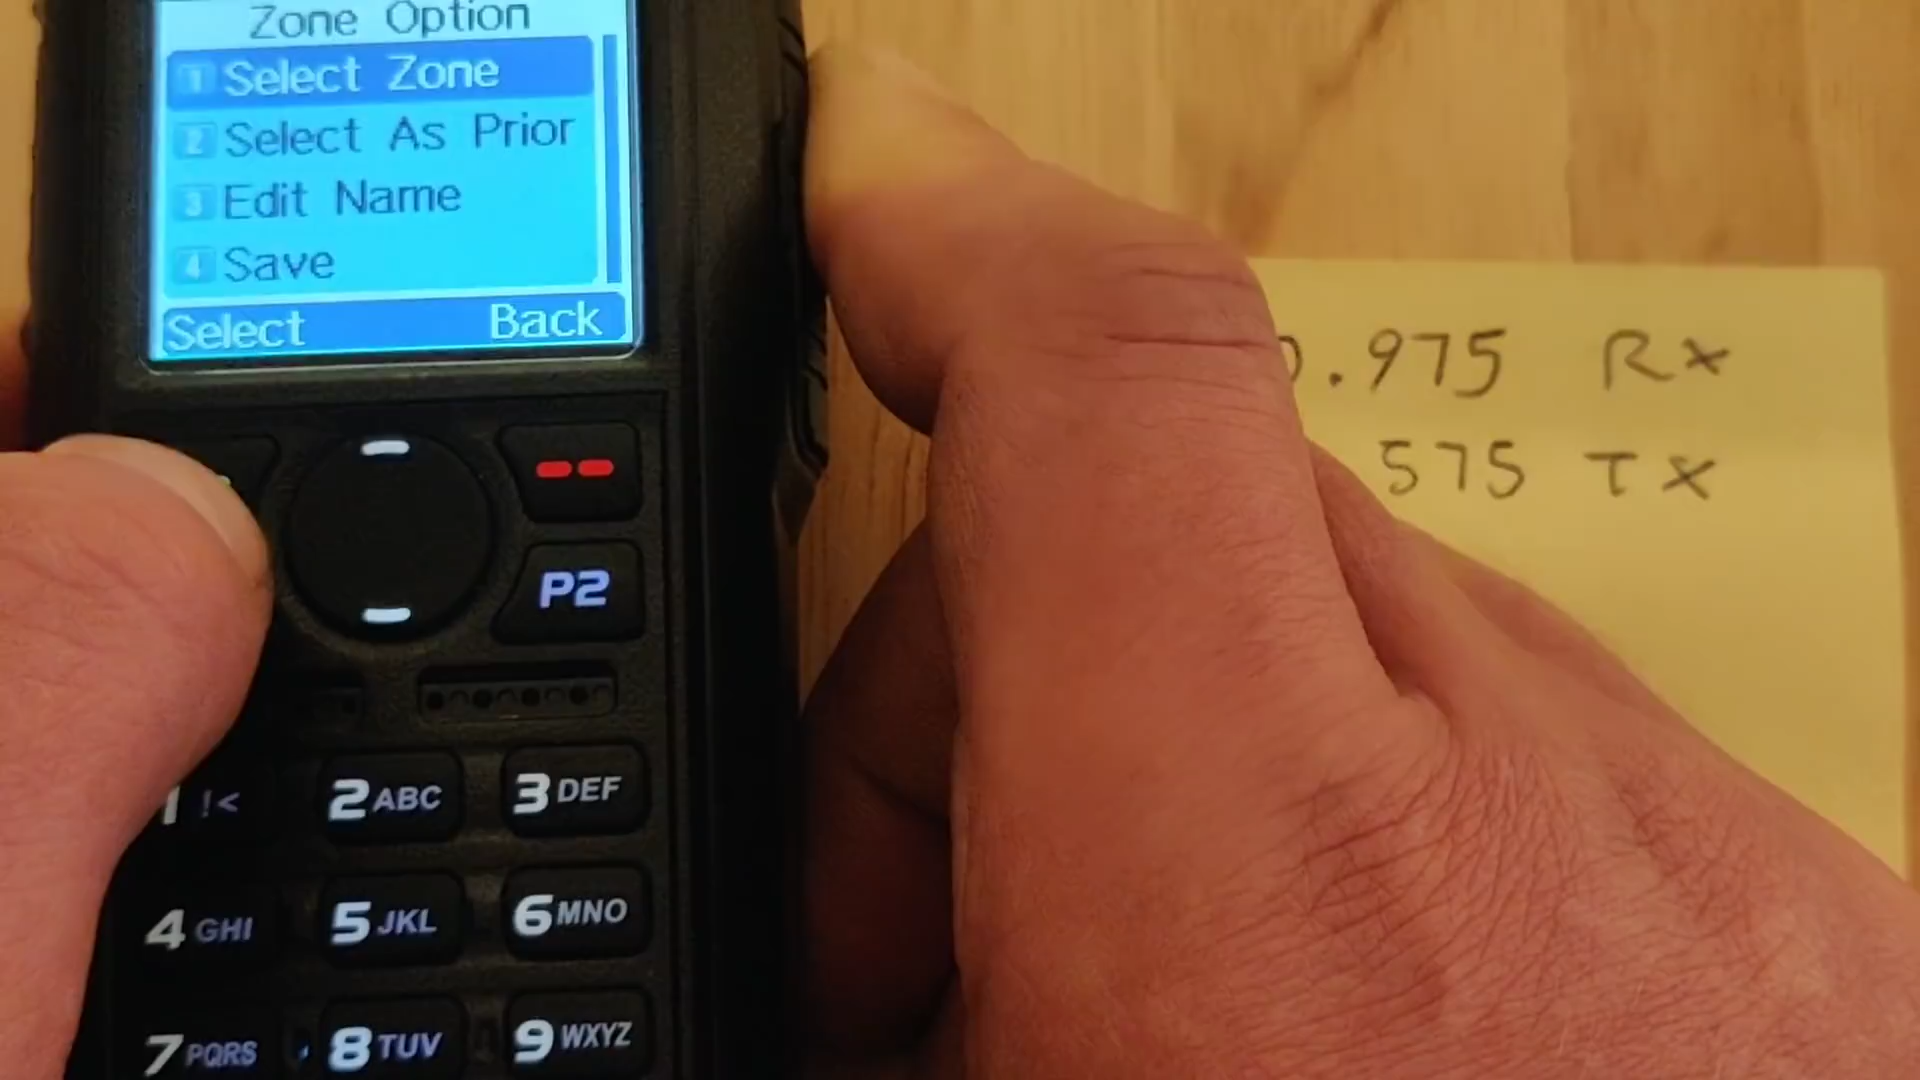 Zone Option
1 Select Zone
2 Select As Prior
3 Edit Name
4 Save
Select Back
.975 Rx
575 TX
P2
1 !< 2 ABC 3 DEF
4 GHI 5 JKL 6 MNO
7 PQRS 8 TUV 9 WXYZ